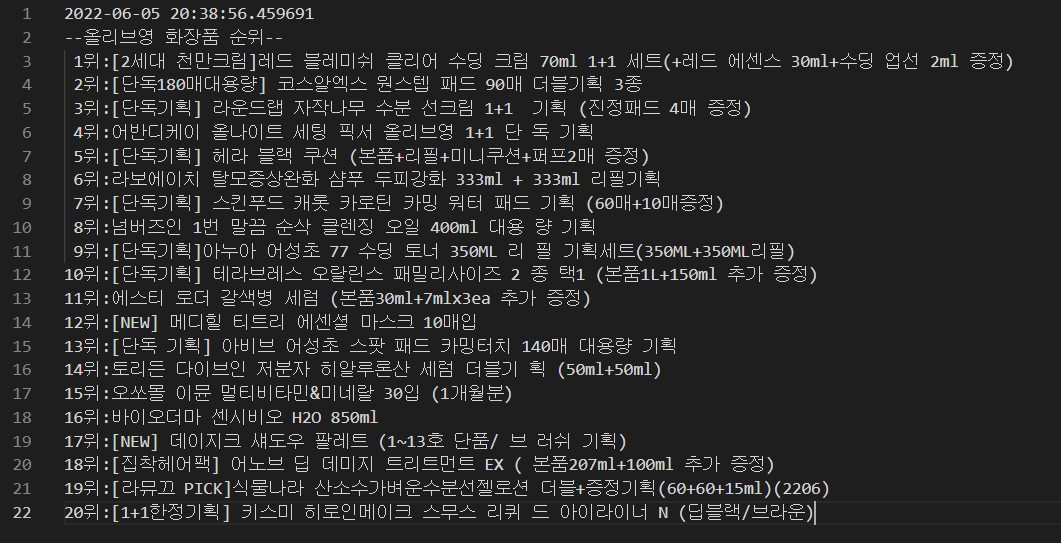 1 2022-06-05 20:38:56.459691
2 --올리브영 화장품 순위--
3 1위:[2세대 천만크림]레드 블레미쉬 클리어 수딩 크림 70ml 1+1 세트(+레드 에센스 30ml+수딩 업선 2ml 증정)
4 2위:[단독180매대용량] 코스알엑스 원스텝 패드 90매 더블기획 3종
5 3위:[단독기획] 라운드랩 자작나무 수분 선크림 1+1  기획 (진정패드 4매 증정)
6 4위:어반디케이 올나이트 세팅 픽서 올리브영 1+1 단 독 기획
7 5위:[단독기획] 헤라 블랙 쿠션 (본품+리필+미니쿠션+퍼프2매 증정)
8 6위:라보에이치 탈모증상완화 샴푸 두피강화 333ml + 333ml 리필기획
9 7위:[단독기획] 스킨푸드 캐롯 카로틴 카밍 워터 패드 기획 (60매+10매증정)
10 8위:넘버즈인 1번 말끔 순삭 클렌징 오일 400ml 대용 량 기획
11 9위:[단독기획]아누아 어성초 77 수딩 토너 350ML 리 필 기획세트(350ML+350ML리필)
12 10위:[단독기획] 테라브레스 오랄린스 패밀리사이즈 2 종 택1 (본품1L+150ml 추가 증정)
13 11위:에스티 로더 갈색병 세럼 (본품30ml+7mlx3ea 추가 증정)
14 12위:[NEW] 메디힐 티트리 에센셜 마스크 10매입
15 13위:[단독 기획] 아비브 어성초 스팟 패드 카밍터치 140매 대용량 기획
16 14위:토리든 다이브인 저분자 히알루론산 세럼 더블기 획 (50ml+50ml)
17 15위:오쏘몰 이뮨 멀티비타민&미네랄 30입 (1개월분)
18 16위:바이오더마 센시비오 H2O 850ml
19 17위:[NEW] 데이지크 섀도우 팔레트 (1~13호 단품/ 브 러쉬 기획)
20 18위:[집착헤어팩] 어노브 딥 데미지 트리트먼트 EX ( 본품207ml+100ml 추가 증정)
21 19위:[라뮤끄 PICK]식물나라 산소수가벼운수분선젤로션 더블+증정기획(60+60+15ml)(2206)
22 20위:[1+1한정기획] 키스미 히로인메이크 스무스 리퀴 드 아이라이너 N (딥블랙/브라운)